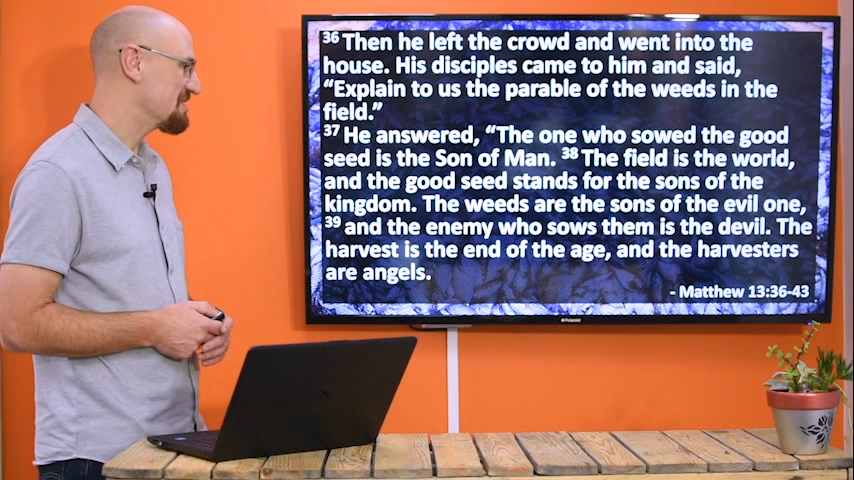 36 Then he left the crowd and went into the
house. His disciples came to him and said,
“Explain to us the parable of the weeds in the
field.”
37 He answered, “The one who sowed the good
seed is the Son of Man. 38 The field is the world,
and the good seed stands for the sons of the
kingdom. The weeds are the sons of the evil one,
39 and the enemy who sows them is the devil. The
harvest is the end of the age, and the harvesters
are angels.
- Matthew 13:36-43
Polaroid